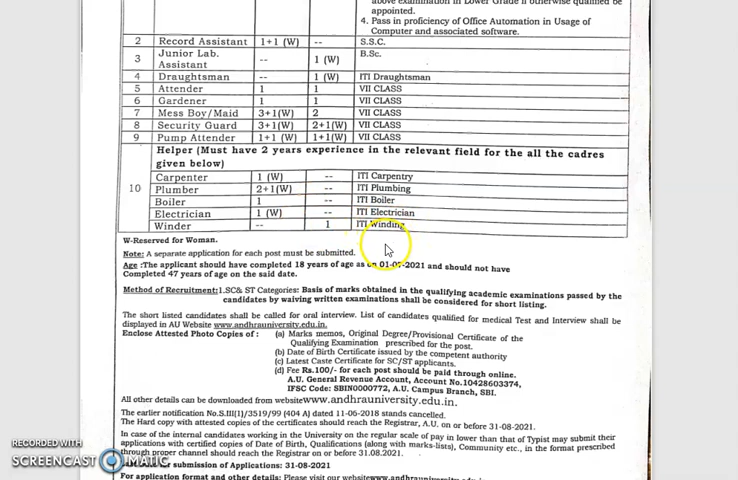 above examination in Lower Grade if otherwise qualified be
appointed.
4. Pass in proficiency of Office Automation in Usage of
Computer and associated software.
2 Record Assistant 1+1 (W) -- S.S.C.
3 Junior Lab. Assistant -- 1 (W) B.Sc.
4 Draughtsman -- 1 (W) ITI Draughtsman
5 Attender 1 1 VII CLASS
6 Gardener 1 1 VII CLASS
7 Mess Boy/Maid 3+1(W) 2 VII CLASS
8 Security Guard 3+1(W) 2+1(W) VII CLASS
9 Pump Attender 1+1 (W) 1+1(W) VII CLASS
10 Helper (Must have 2 years experience in the relevant field for the all the cadres
given below)
Carpenter 1 (W) -- ITI Carpentry
Plumber 2+1(W) -- ITI Plumbing
Boiler 1 -- ITI Boiler
Electrician 1 (W) -- ITI Electrician
Winder -- 1 ITI Winding
W-Reserved for Woman.
Note: A separate application for each post must be submitted.
Age :The applicant should have completed 18 years of age as on 01-07-2021 and should not have
Completed 47 years of age on the said date.
Method of Recruitment:1.SC& ST Categories: Basis of marks obtained in the qualifying academic examinations passed by the
candidates by waiving written examinations shall be considered for short listing.
The short listed candidates shall be called for oral interview. List of candidates qualified for medical Test and Interview shall be
displayed in AU Website www.andhrauniversity.edu.in.
Enclose Attested Photo Copies of : (a) Marks memos, Original Degree/Provisional Certificate of the
Qualifying Examination prescribed for the post.
(b) Date of Birth Certificate issued by the competent authority
(c) Latest Caste Certificate for SC/ST applicants.
(d) Fee Rs.100/- for each post should be paid through online.
A.U. General Revenue Account, Account No.10428603374,
IFSC Code: SBIN0000772, A.U. Campus Branch, SBI.
All other details can be downloaded from website www.andhrauniversity.edu.in.
The earlier notification No.S.III(1)/3519/99 (404 A) dated 11-06-2018 stands cancelled.
The Hard copy with attested copies of the certificates should reach the Registrar, A.U. on or before 31-08-2021.
In case of the internal candidates working in the University on the regular scale of pay in lower than that of Typist may submit their
applications with certified copies of Date of Birth, Qualifications (along with marks-lists), Community etc., in the format prescribed
through proper channel should reach on or before 31.08.2021.
for submission of Applications: 31-08-2021
For application format and other details: Please visit our website www.andhrauniversity.edu.in
RECORDED WITH
SCREENCAST MATIC